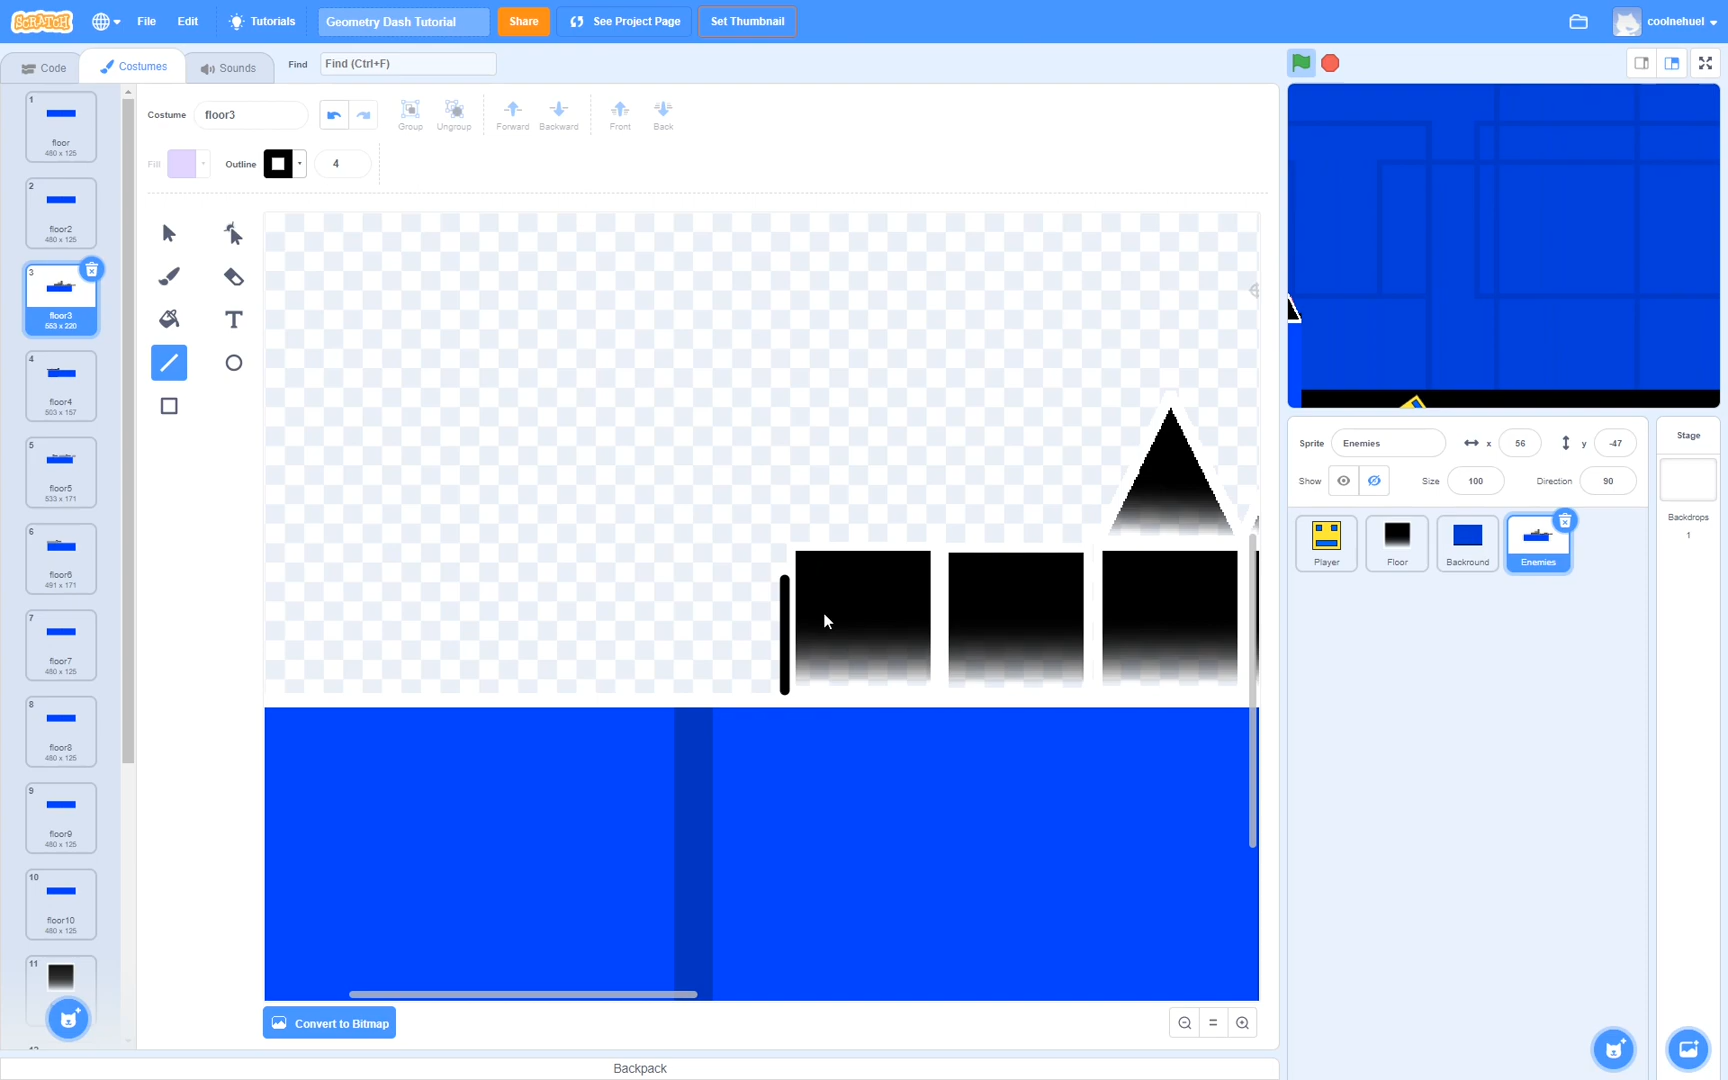 SCRATCH
File
Edit
Tutorials
Geometry Dash Tutorial
Share
See Project Page
Set Thumbnail
coolnehuel
Code
Costumes
Sounds
Find
Find (Ctrl+F)
Costume
floor3
Group
Ungroup
Forward
Backward
Front
Back
Fill
Outline
4
1
floor
480 x 125
2
floor2
480 x 125
3
floor3
553 x 220
4
floor4
503 x 157
5
floor5
533 x 171
6
floor6
491 x 171
7
floor7
480 x 125
8
floor8
480 x 125
9
floor9
480 x 125
10
floor10
480 x 125
11
T
Convert to Bitmap
Backpack
Sprite
Enemies
x
56
y
-47
Show
Size
100
Direction
90
Player
Floor
Backround
Enemies
Stage
Backdrops
1